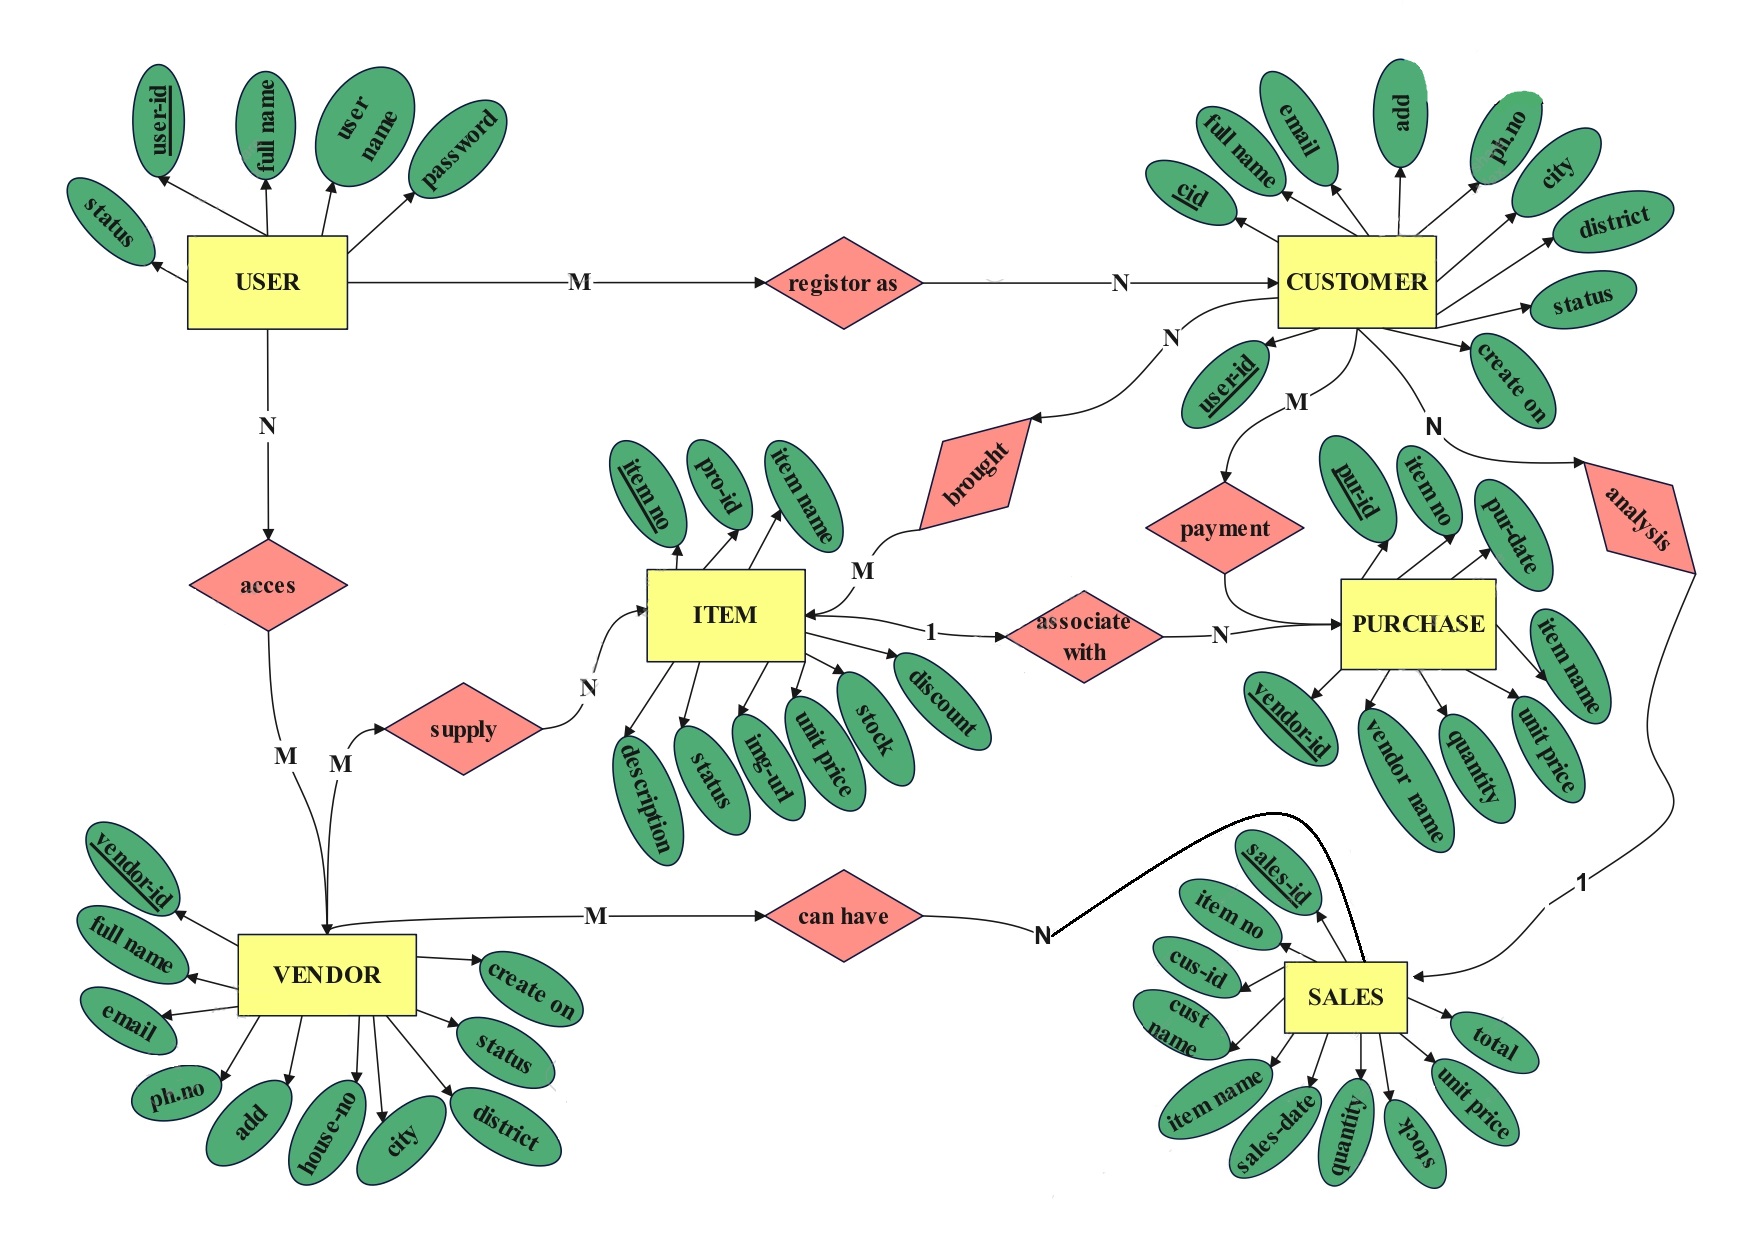 user-id
full name
user
name
password
status
USER
M
registor as
N
cid
full name
email
add
ph.no
city
district
status
create on
user-id
CUSTOMER
N
M
N
N
brought
M
item no
pro-id
item name
ITEM
description
status
img-url
unit price
stock
discount
1
associate
with
N
payment
pur-id
item no
pur-date
item name
PURCHASE
vendor-id
vendor name
quantity
unit price
analysis
1
acces
M
M
supply
N
vendor-id
full name
email
ph.no
add
house-no
city
district
status
create on
VENDOR
M
can have
N
sales-id
item no
cus-id
cust
name
item name
sales-date
quantity
stock
unit price
total
SALES